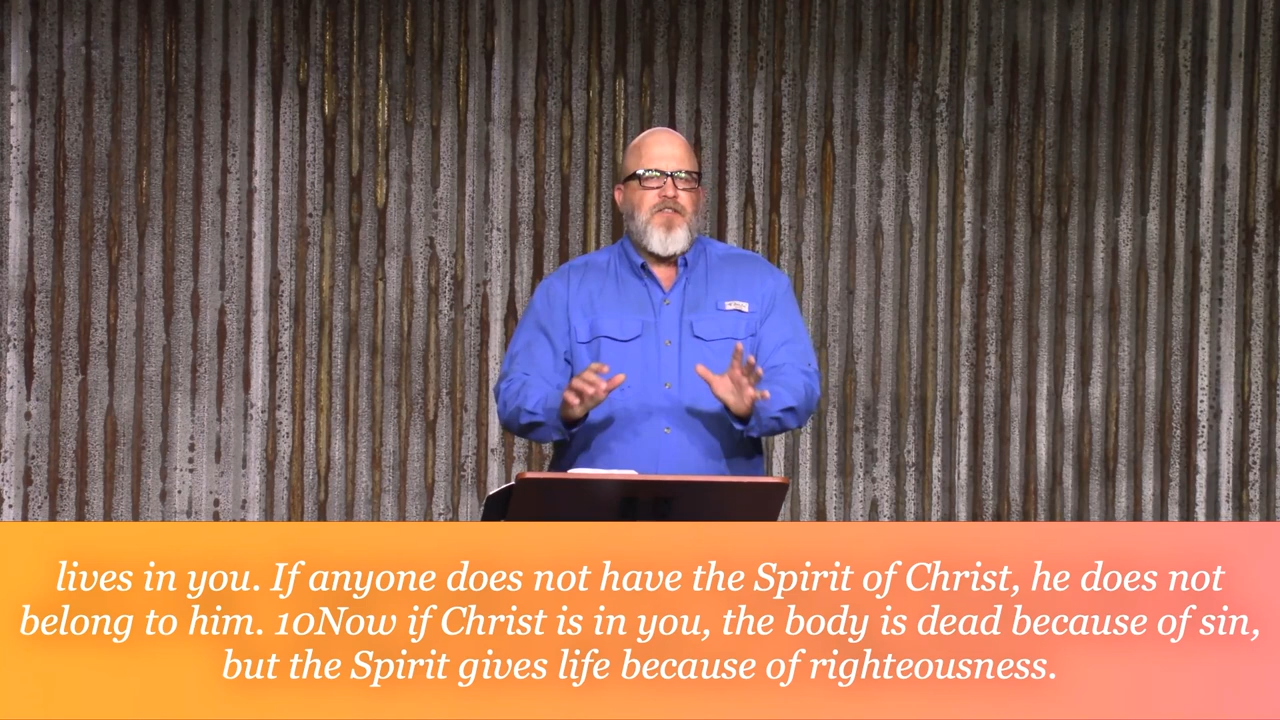 lives in you. If anyone does not have the Spirit of Christ, he does not
belong to him. 10Now if Christ is in you, the body is dead because of sin,
but the Spirit gives life because of righteousness.